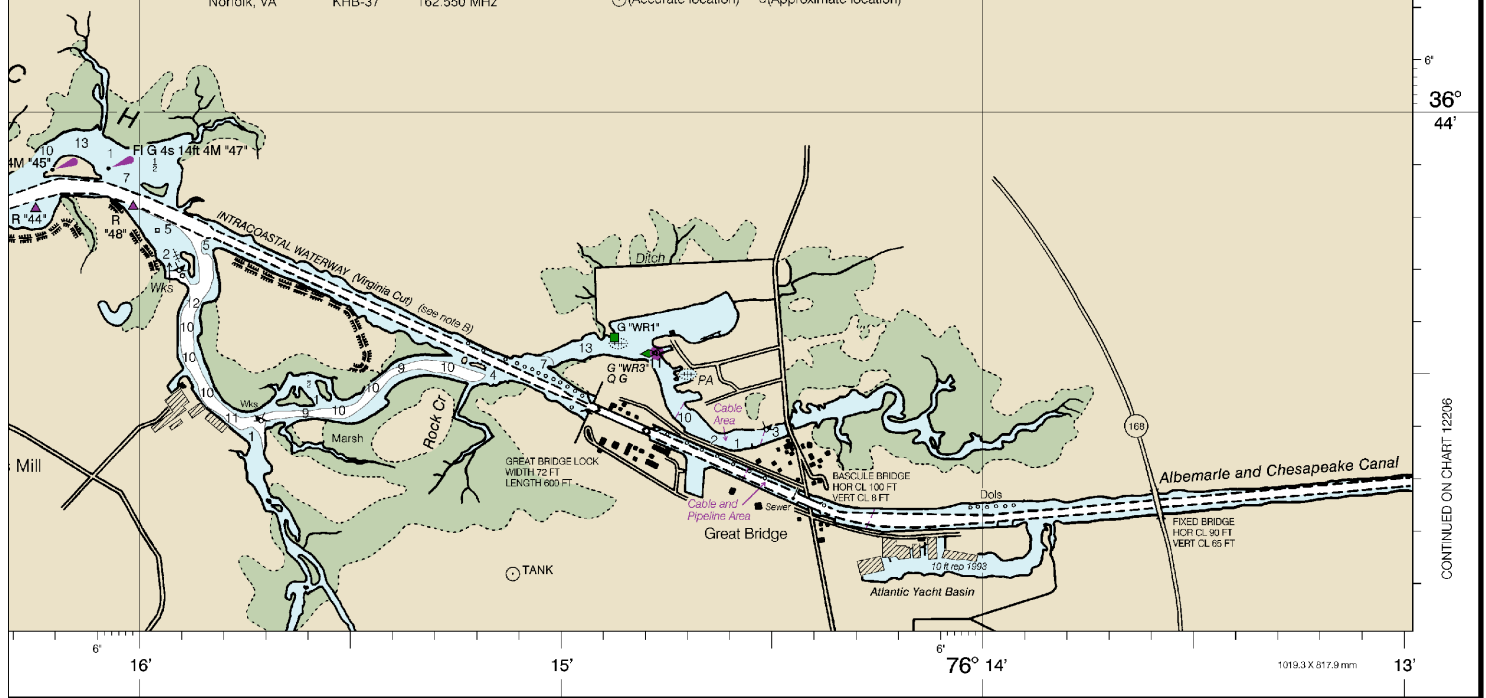 Norfolk, VA KHB-37 162.550 MHz
(Accurate location) (Approximate location)
6"
36°
44'
C
H
10
13
1
1/2
Fl G 4s 14ft 4M "47"
4M "45"
7
R "44"
R
"48"
5
5
2
Wks
INTRACOASTAL WATERWAY (Virginia Cut) (see note B)
Ditch
12
10
10
10
11
G "WR1"
13
7
G "WR3"
Q G
PA
9
10
10
4
Wks
1
9
10
Marsh
Rock Cr
10
Cable
Area
2
1
3
168
s Mill
GREAT BRIDGE LOCK
WIDTH 72 FT
LENGTH 600 FT
BASCULE BRIDGE
HOR CL 100 FT
VERT CL 8 FT
Albemarle and Chesapeake Canal
Dols
Cable and
Pipeline Area
Sewer
Great Bridge
FIXED BRIDGE
HOR CL 90 FT
VERT CL 65 FT
TANK
10 ft rep 1993
Atlantic Yacht Basin
CONTINUED ON CHART 12206
6'
16'
15'
6'
76° 14'
1019.3 X 817.9 mm
13'